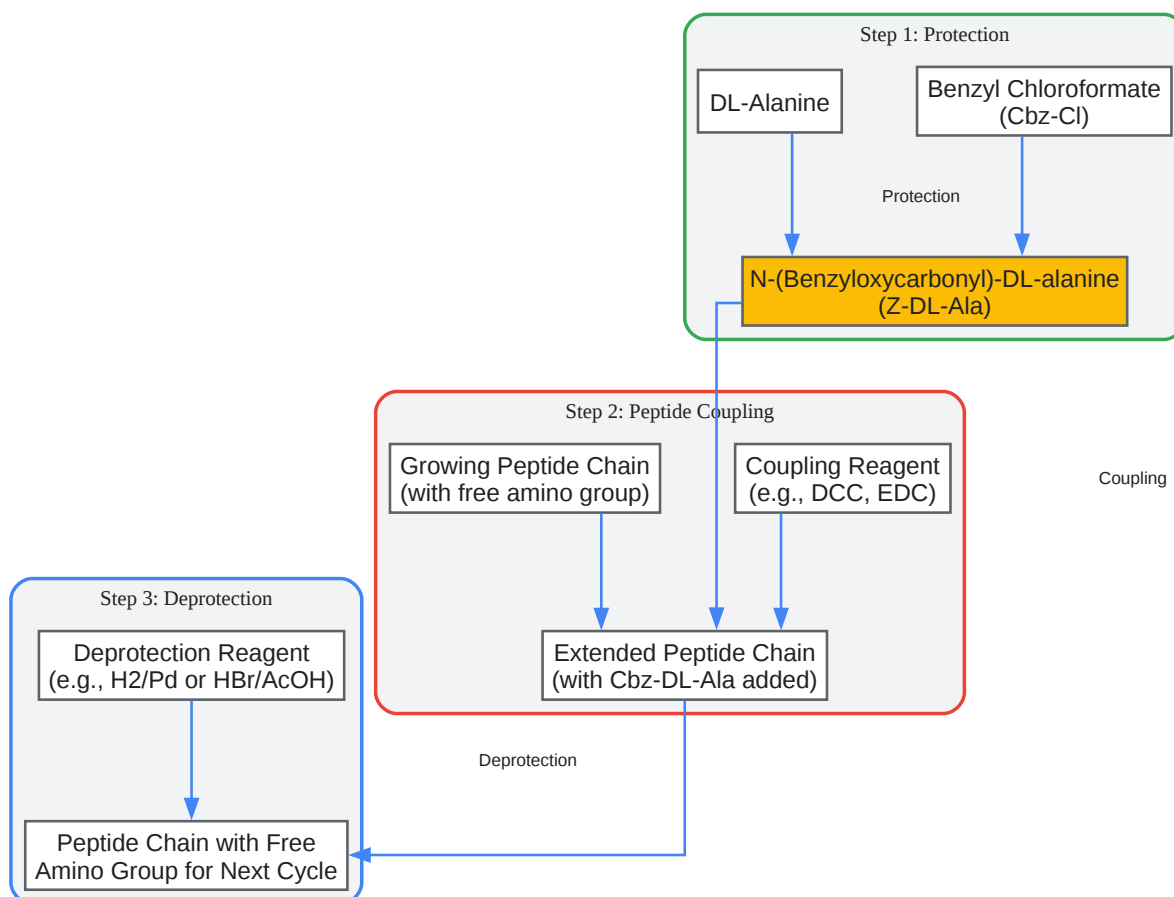 Step 1: Protection
DL-Alanine
Benzyl Chloroformate
(Cbz-Cl)
Protection
N-(Benzyloxycarbonyl)-DL-alanine
(Z-DL-Ala)
Step 2: Peptide Coupling
Growing Peptide Chain
(with free amino group)
Coupling Reagent
(e.g., DCC, EDC)
Coupling
Step 3: Deprotection
Deprotection Reagent
(e.g., H2/Pd or HBr/AcOH)
Extended Peptide Chain
(with Cbz-DL-Ala added)
Deprotection
Peptide Chain with Free
Amino Group for Next Cycle